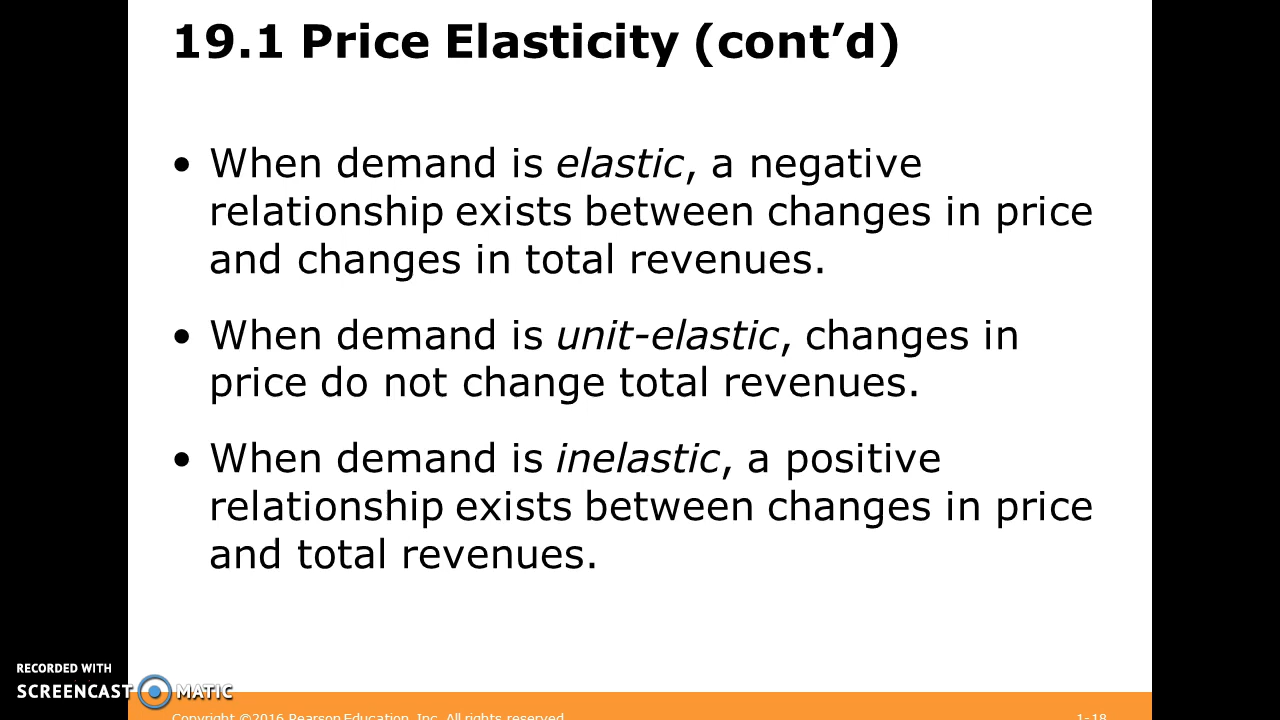 19.1 Price Elasticity (cont’d)
• When demand is elastic, a negative
relationship exists between changes in price
and changes in total revenues.
• When demand is unit-elastic, changes in
price do not change total revenues.
• When demand is inelastic, a positive
relationship exists between changes in price
and total revenues.
RECORDED WITH
SCREENCAST MATIC
Copyright ©2016 Pearson Education, Inc. All rights reserved.
1-18